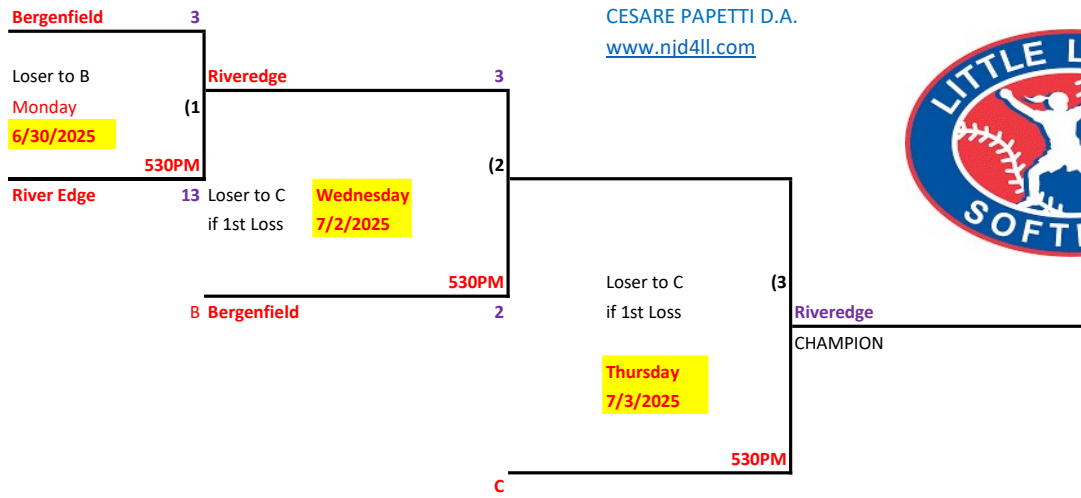 Bergenfield 3
CESARE PAPETTI D.A.
www.njd4ll.com
Loser to B
Riveredge 3
Monday (1
6/30/2025
530PM
(2
River Edge 13
Loser to C Wednesday
if 1st Loss 7/2/2025
530PM
B Bergenfield 2
Loser to C (3
if 1st Loss
Riveredge
CHAMPION
Thursday
7/3/2025
530PM
C
LITTLE L
SOFT